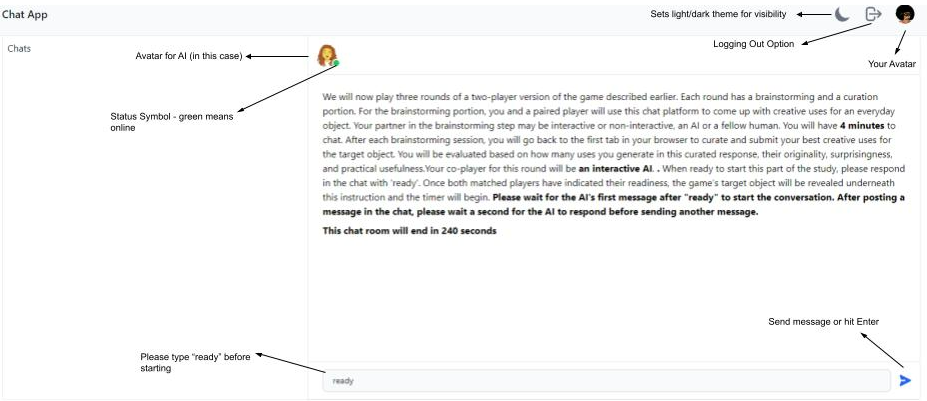 Chat App
Sets light/dark theme for visibility
Logging Out Option
Your Avatar
Chats
Avatar for AI (in this case)
Status Symbol - green means
online
We will now play three rounds of a two-player version of the game described earlier. Each round has a brainstorming and a curation
portion. For the brainstorming portion, you and a paired player will use this chat platform to come up with creative uses for an everyday
object. Your partner in the brainstorming step may be interactive or non-interactive, an AI or a fellow human. You will have 4 minutes to
chat. After each brainstorming session, you will go back to the first tab in your browser to curate and submit your best creative uses for
the target object. You will be evaluated based on how many uses you generate in this curated response, their originality, surprisingness,
and practical usefulness.Your co-player for this round will be an interactive AI. . When ready to start this part of the study, please respond
in the chat with 'ready'. Once both matched players have indicated their readiness, the game's target object will be revealed underneath
this instruction and the timer will begin. Please wait for the AI's first message after "ready" to start the conversation. After posting a
message in the chat, please wait a second for the AI to respond before sending another message.
This chat room will end in 240 seconds
Send message or hit Enter
Please type “ready” before
starting
ready